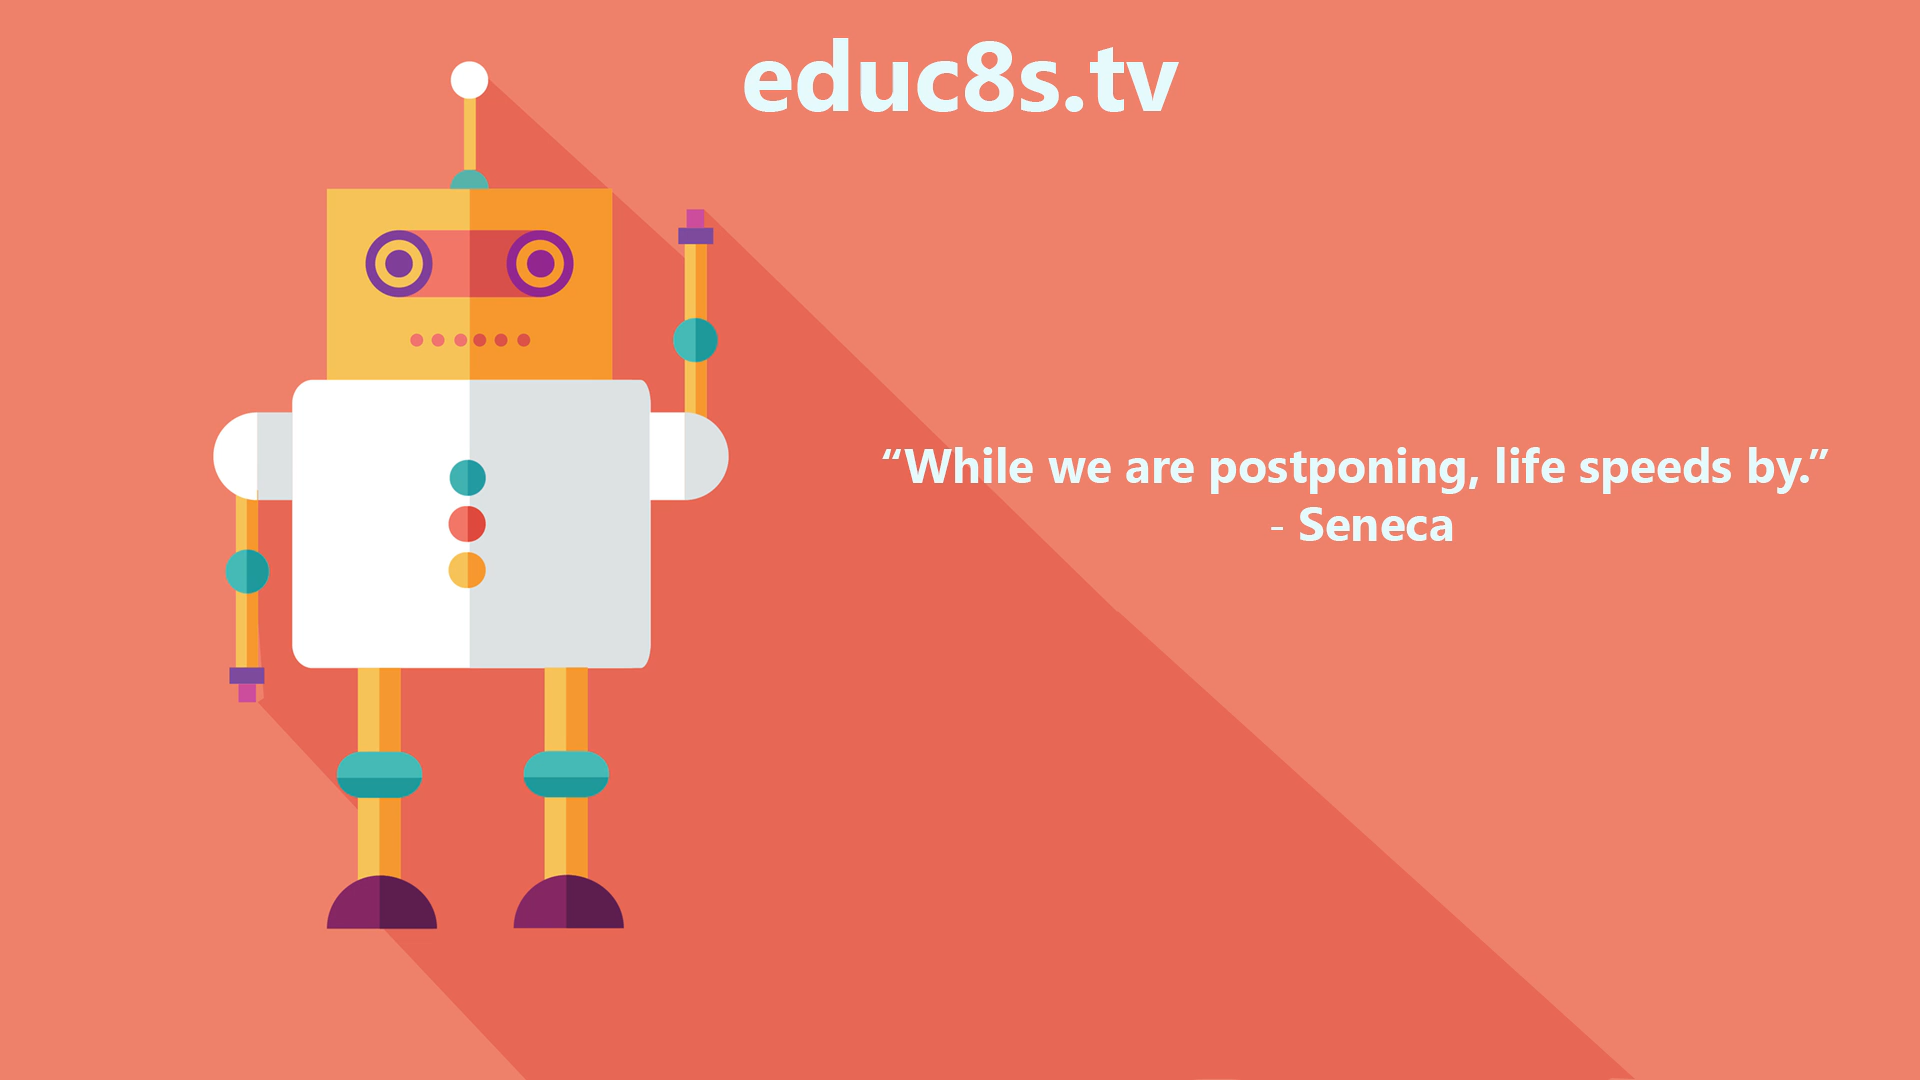 educ8s.tv
“While we are postponing, life speeds by.”
- Seneca